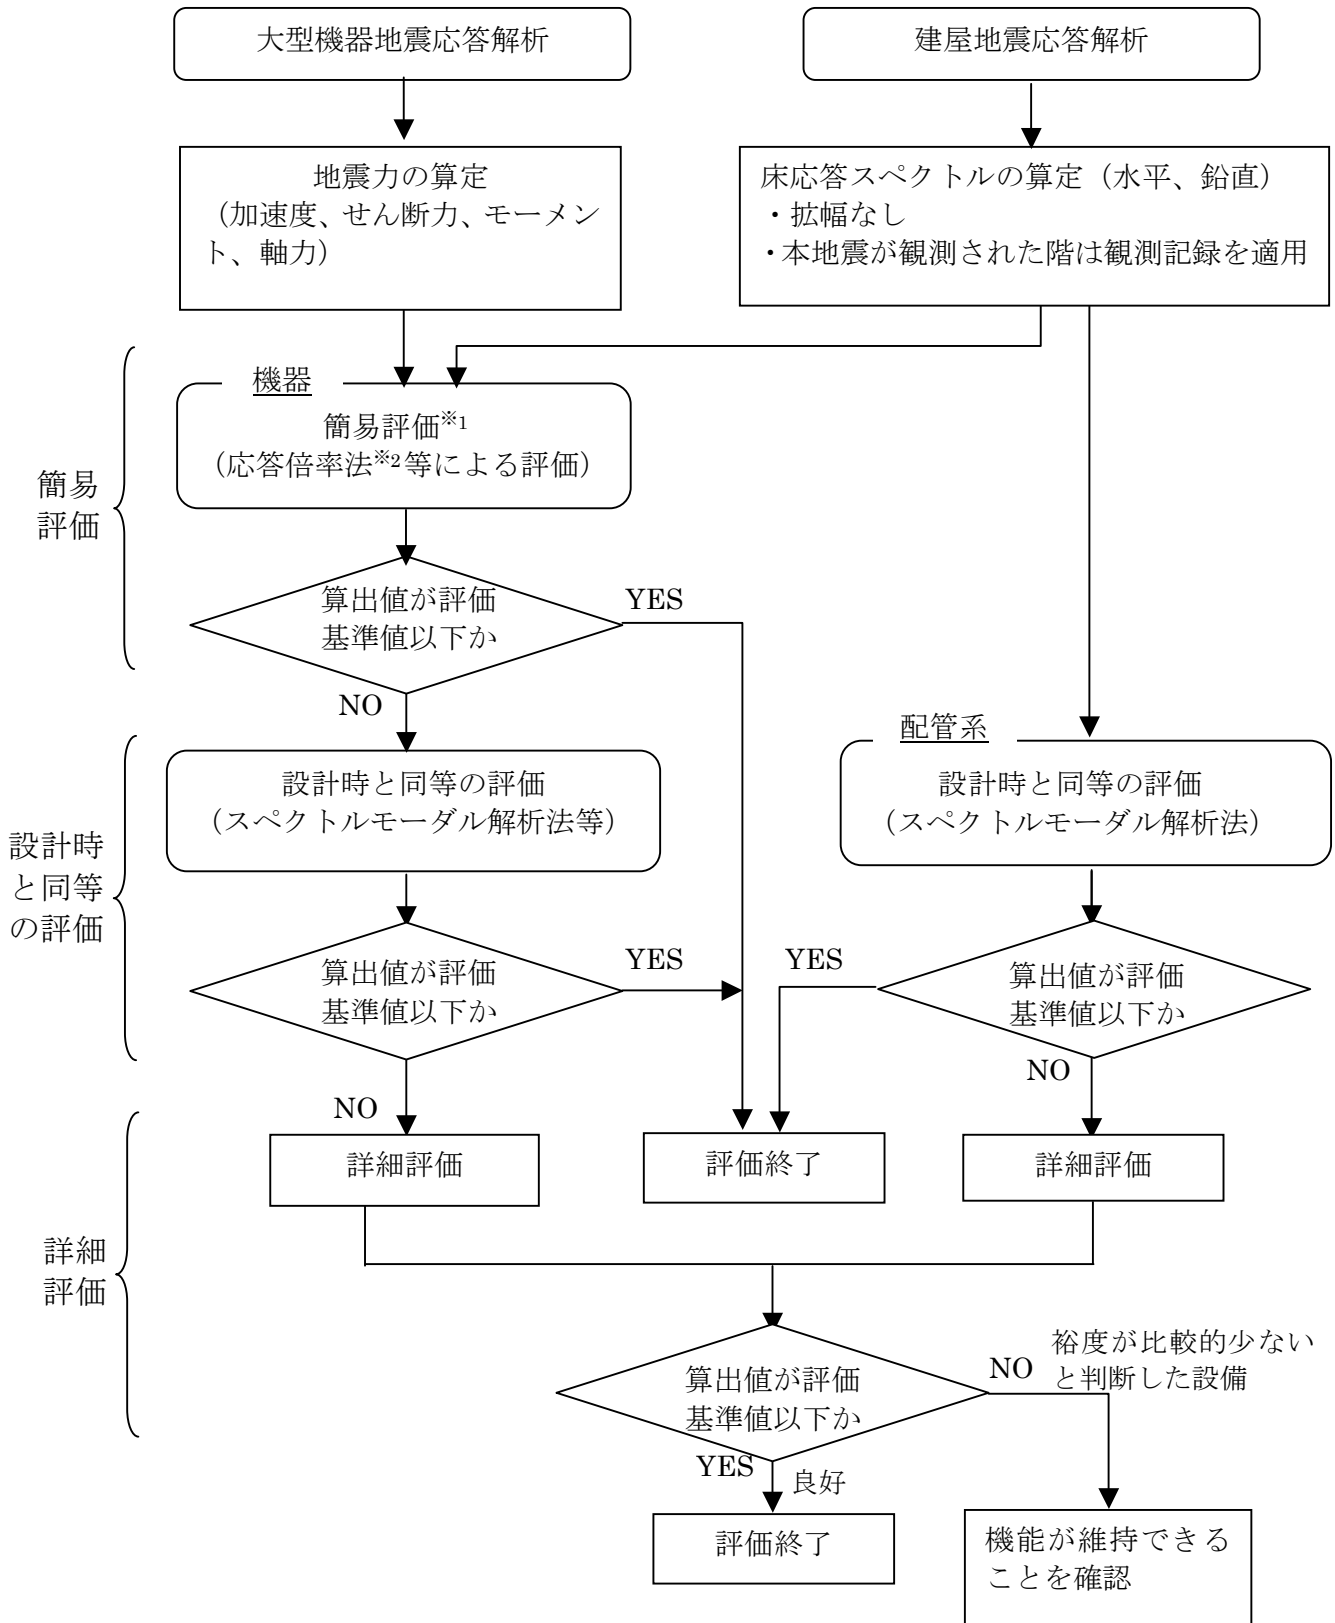 大型機器地震応答解析
建屋地震応答解析
地震力の算定
（加速度、せん断力、モーメン
ト、軸力）
床応答スペクトルの算定（水平、鉛直）
・拡幅なし
・本地震が観測された階は観測記録を適用
簡易
評価
機器
簡易評価※1
（応答倍率法※2等による評価）
算出値が評価
基準値以下か
YES
NO
設計時
と同等
の評価
設計時と同等の評価
（スペクトルモーダル解析法等）
配管系
設計時と同等の評価
（スペクトルモーダル解析法）
算出値が評価
基準値以下か
YES
NO
YES
算出値が評価
基準値以下か
NO
詳細
評価
詳細評価
評価終了
詳細評価
算出値が評価
基準値以下か
NO
裕度が比較的少ない
と判断した設備
YES
良好
評価終了
機能が維持できる
ことを確認